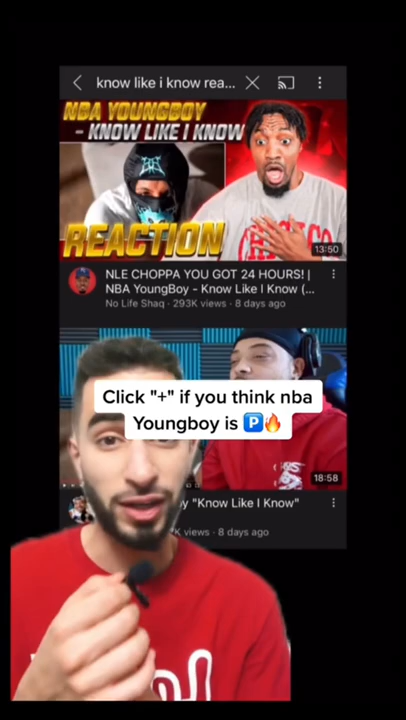 know like i know rea...
NBA YOUNGBOY
- KNOW LIKE I KNOW
REACTION
13:50
NLE CHOPPA YOU GOT 24 HOURS! |
NBA YoungBoy - Know Like I Know (...
No Life Shaq · 293K views · 8 days ago
Click "+" if you think nba
Youngboy is 🅿️🔥
18:58
y "Know Like I Know"
K views · 8 days ago